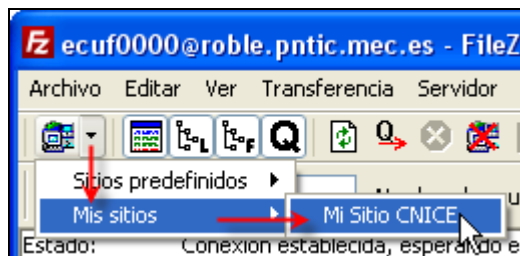 ecuf0000@roble.pntic.mec.es - FileZ
Archivo Editar Ver Transferencia Servidor
Sitios predefinidos
Mis sitios Mi Sitio CNICE
Estado: Conexión establecida, esperando e